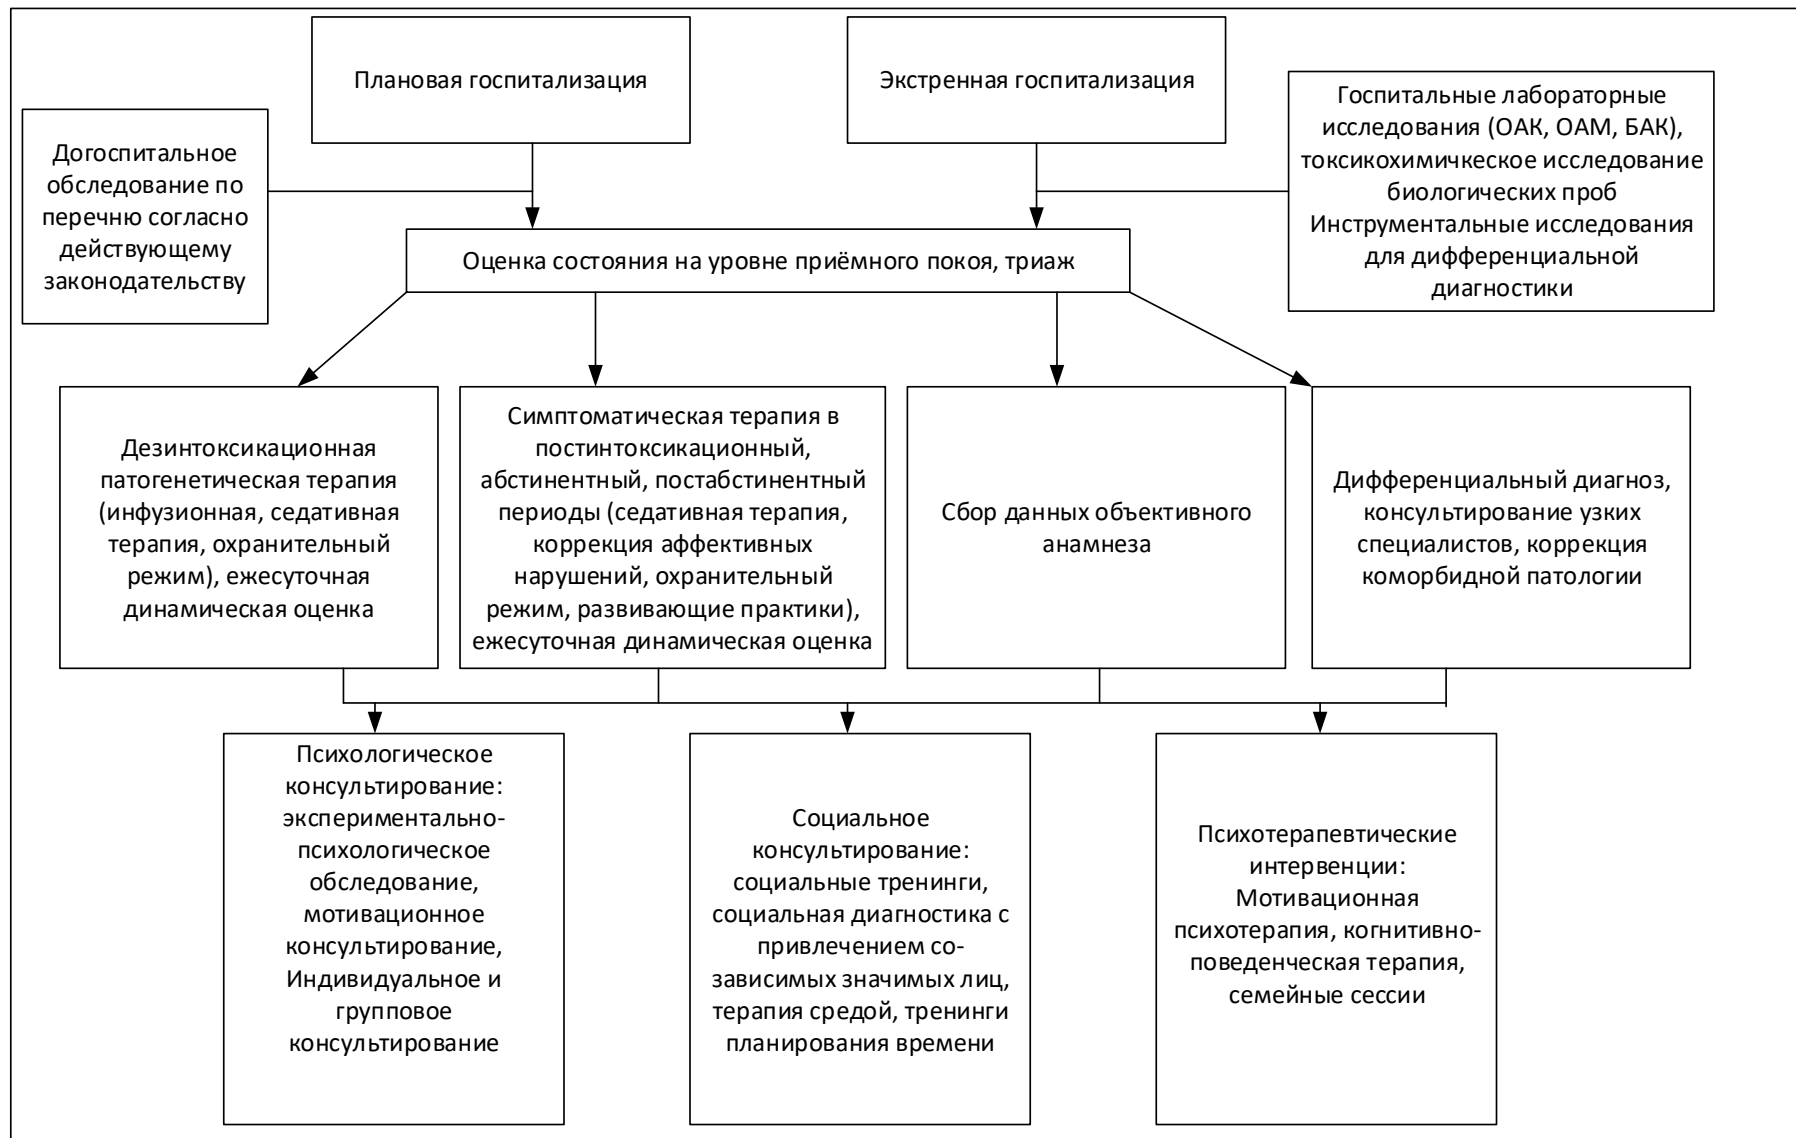 Плановая госпитализация
Экстренная госпитализация
Догоспитальное
обследование по
перечню согласно
действующему
законодательству
Госпитальные лабораторные
исследования (ОАК, ОАМ, БАК),
токсикохимичкеское исследование
биологических проб
Инструментальные исследования
для дифференциальной
диагностики
Оценка состояния на уровне приёмного покоя, триаж
Дезинтоксикационная
патогенетическая терапия
(инфузионная, седативная
терапия, охранительный
режим), ежесуточная
динамическая оценка
Симптоматическая терапия в
постинтоксикационный,
абстинентный, постабстинентный
периоды (седативная терапия,
коррекция аффективных
нарушений, охранительный
режим, развивающие практики),
ежесуточная динамическая оценка
Сбор данных объективного
анамнеза
Дифференциальный диагноз,
консультирование узких
специалистов, коррекция
коморбидной патологии
Психологическое
консультирование:
экспериментально-
психологическое
обследование,
мотивационное
консультирование,
Индивидуальное и
групповое
консультирование
Социальное
консультирование:
социальные тренинги,
социальная диагностика с
привлечением со-
зависимых значимых лиц,
терапия средой, тренинги
планирования времени
Психотерапевтические
интервенции:
Мотивационная
психотерапия, когнитивно-
поведенческая терапия,
семейные сессии